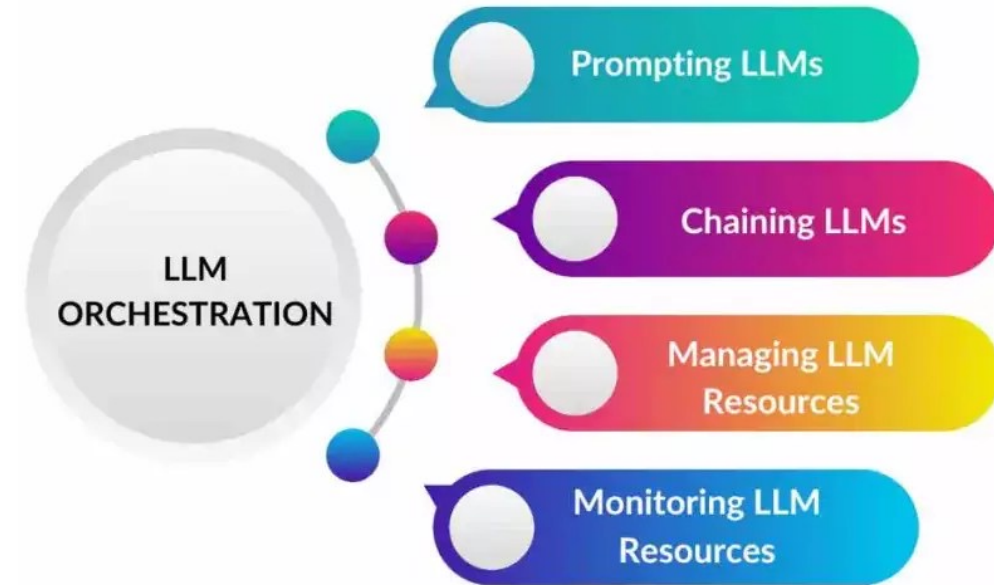 LLM
ORCHESTRATION
Prompting LLMs
Chaining LLMs
Managing LLM
Resources
Monitoring LLM
Resources